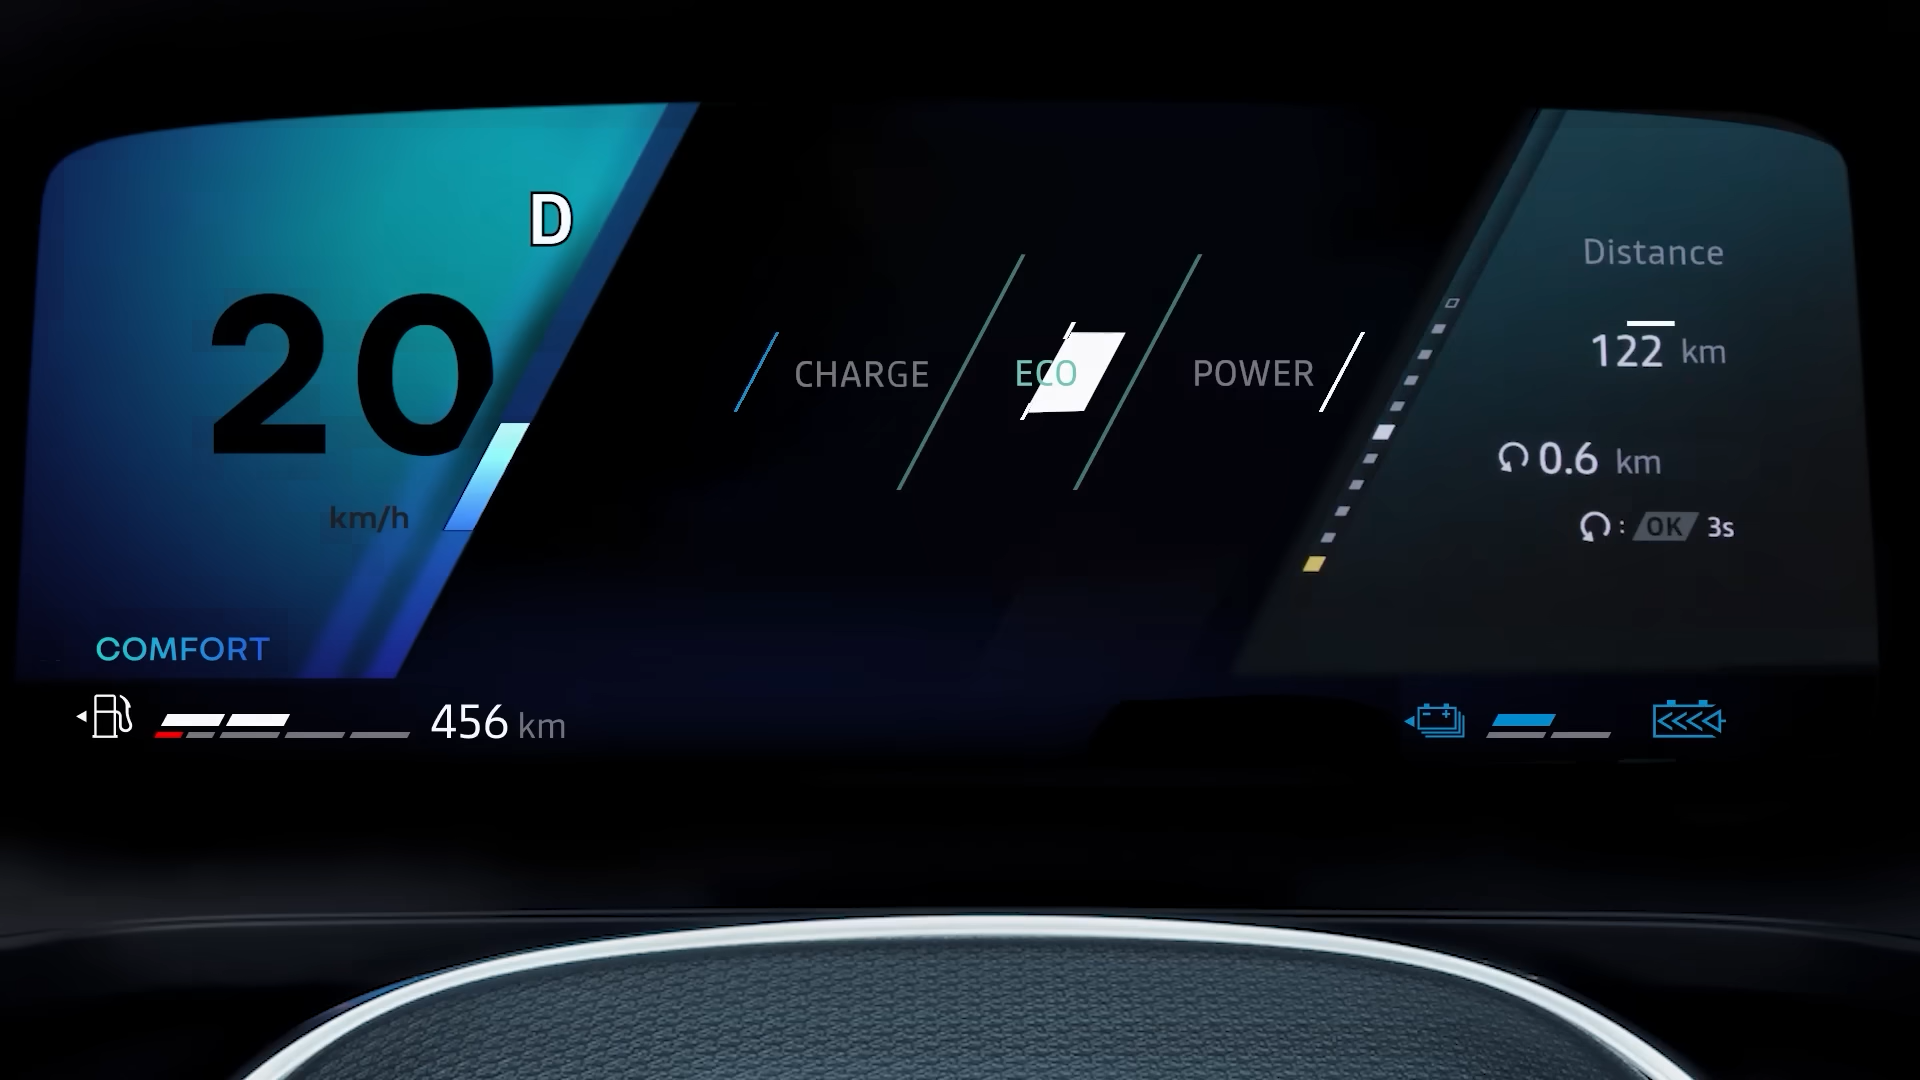 D
20
km/h
COMFORT
456 km
CHARGE ECO POWER
Distance
122 km
0.6 km
: OK 3s